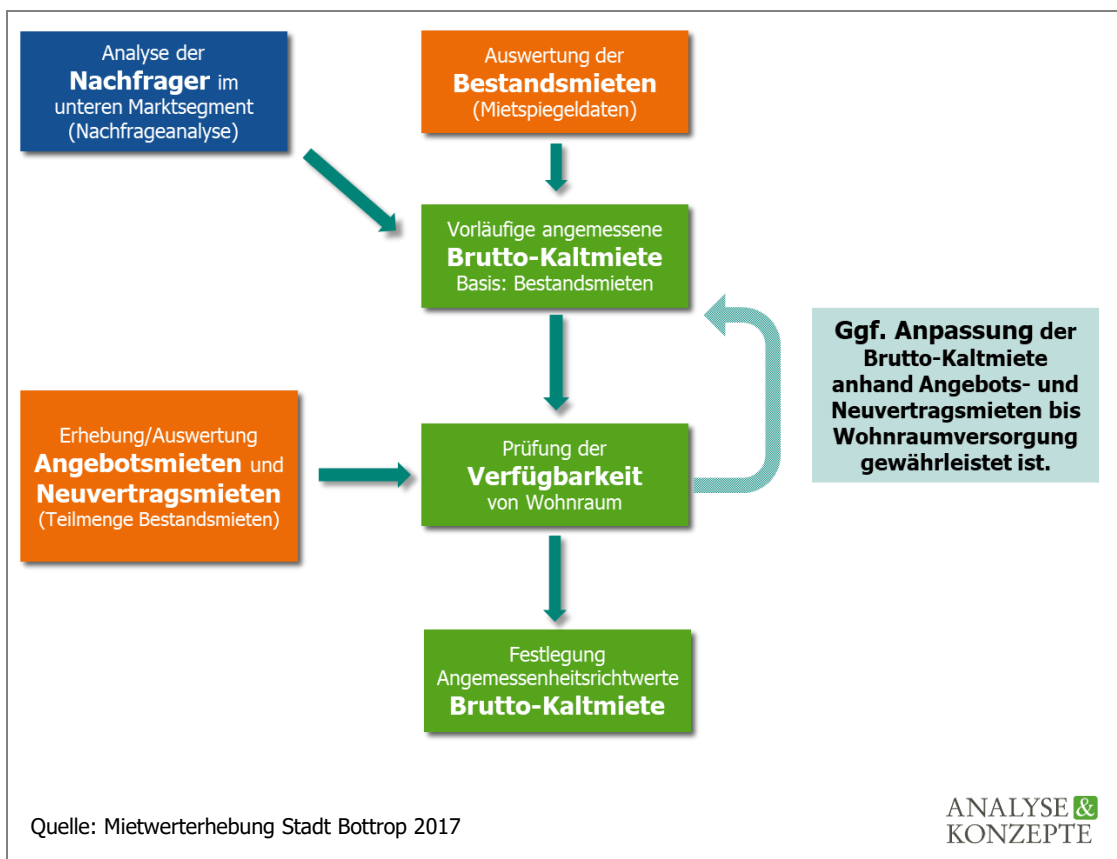 Analyse der
Nachfrager im
unteren Marktsegment
(Nachfrageanalyse)
Auswertung der
Bestandsmieten
(Mietspiegeldaten)
Vorläufige angemessene
Brutto-Kaltmiete
Basis: Bestandsmieten
Ggf. Anpassung der
Brutto-Kaltmiete
anhand Angebots- und
Neuvertragsmieten bis
Wohnraumversorgung
gewährleistet ist.
Erhebung/Auswertung
Angebotsmieten und
Neuvertragsmieten
(Teilmenge Bestandsmieten)
Prüfung der
Verfügbarkeit
von Wohnraum
Festlegung
Angemessenheitsrichtwerte
Brutto-Kaltmiete
Quelle: Mietwerterhebung Stadt Bottrop 2017
ANALYSE &
KONZEPTE